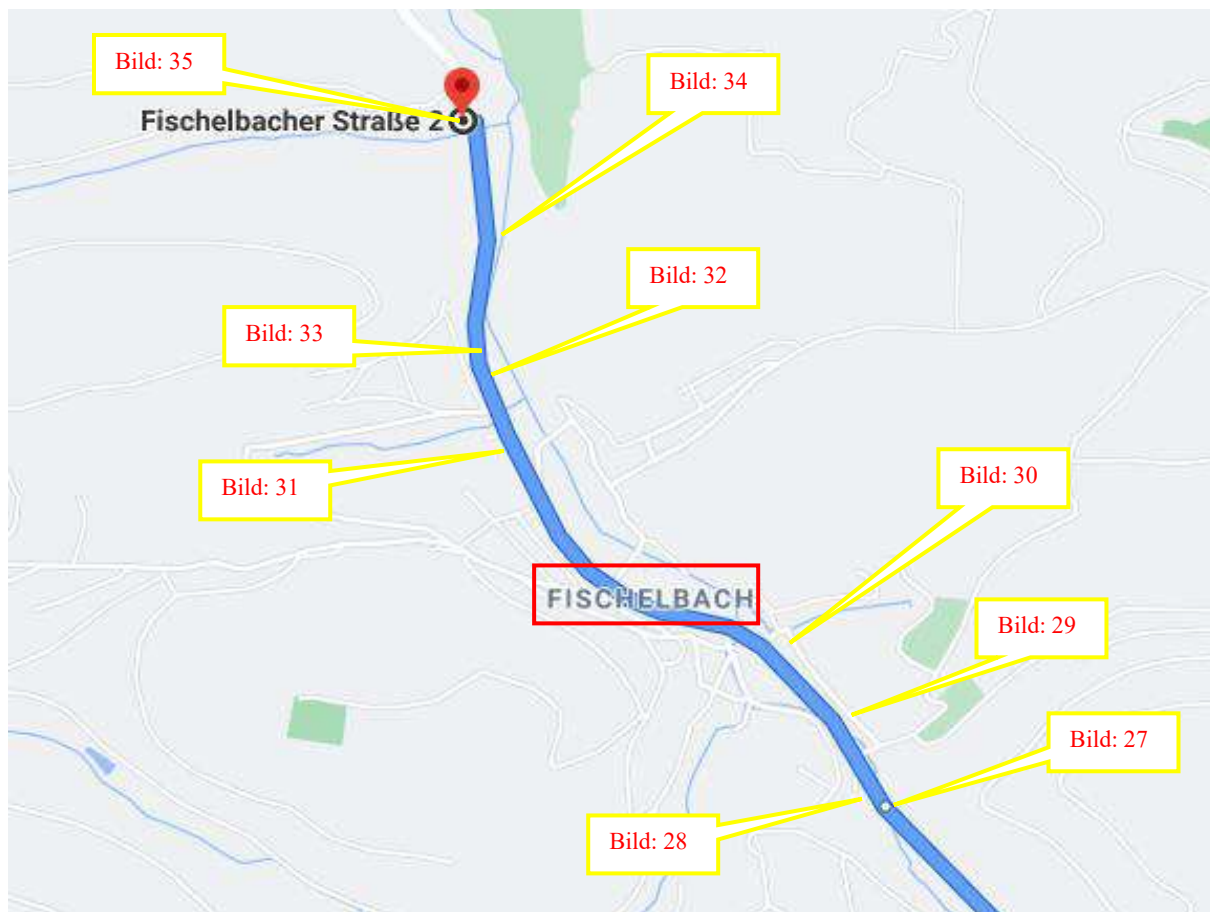 Bild: 35
Bild: 34
Fischelbacher Straße 2
Bild: 32
Bild: 33
Bild: 31
Bild: 30
FISCHELBACH
Bild: 29
Bild: 27
Bild: 28